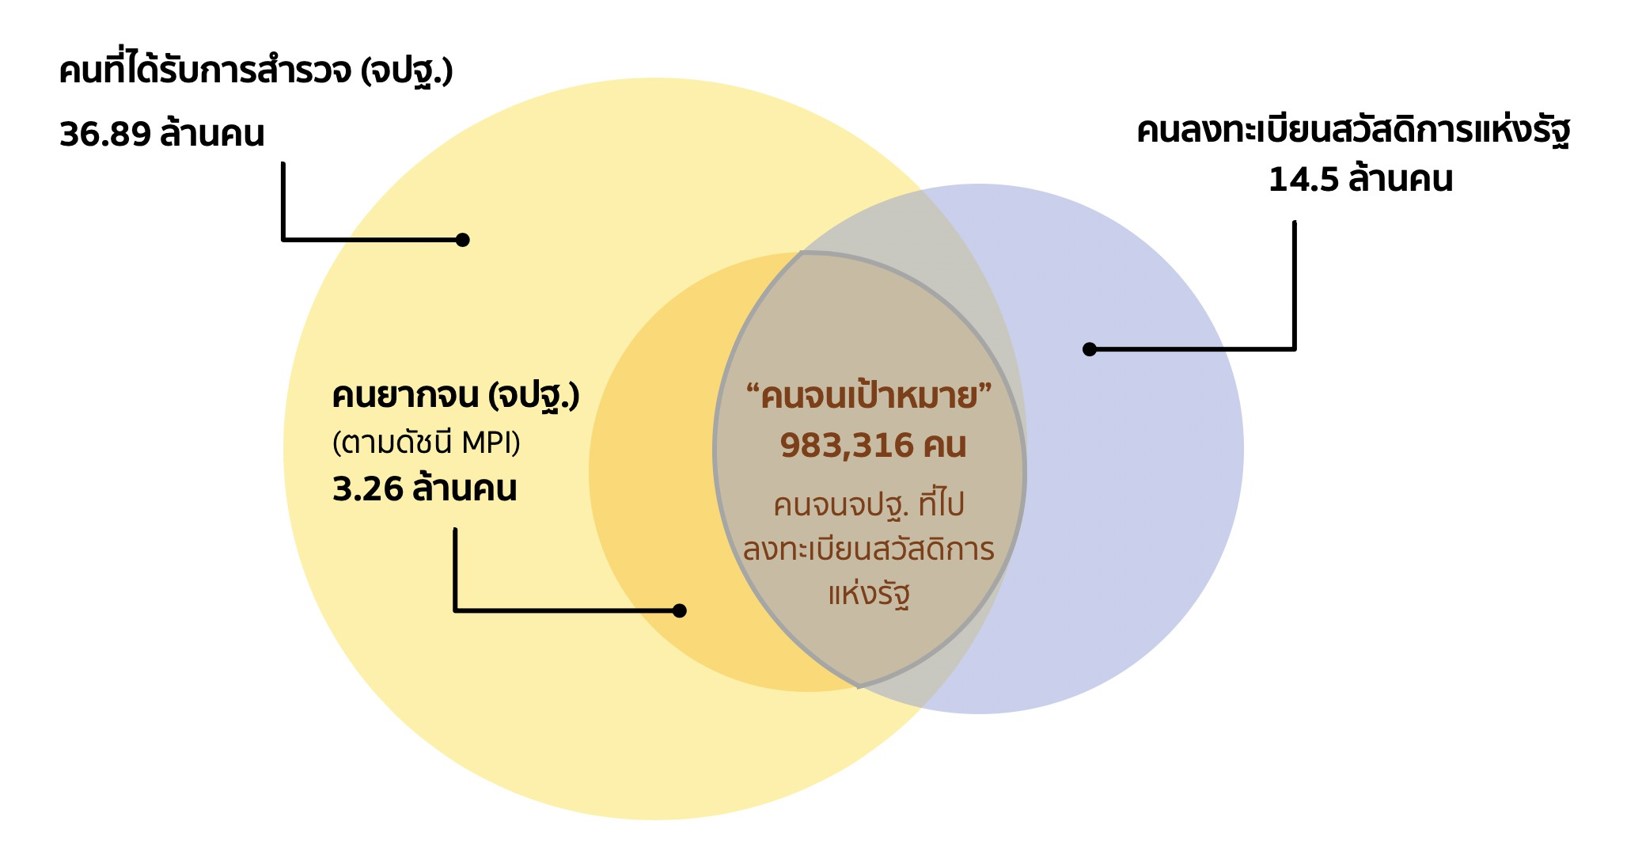 คนที่ได้รับการสำรวจ (จปฐ.)
36.89 ล้านคน
คนลงทะเบียนสวัสดิการแห่งรัฐ
14.5 ล้านคน
คนยากจน (จปฐ.)
(ตามดัชนี MPI)
3.26 ล้านคน
“คนจนเป้าหมาย”
983,316 คน
คนจนจปฐ. ที่ไป
ลงทะเบียนสวัสดิการ
แห่งรัฐ